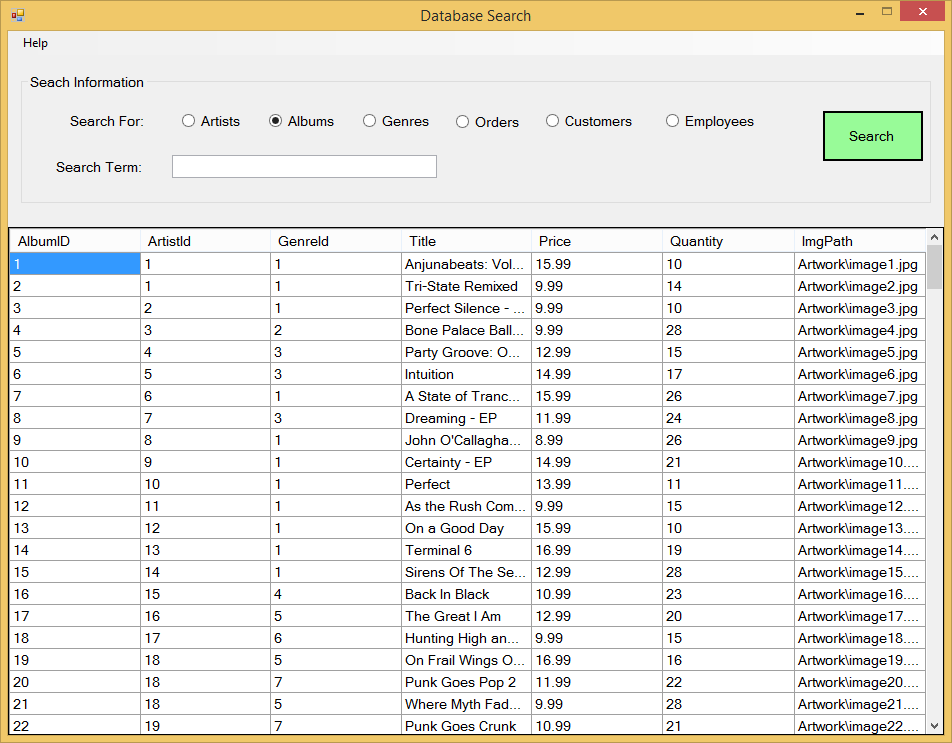 Database Search
Help
Seach Information
Search For: Artists Albums Genres Orders Customers Employees
Search
Search Term:
AlbumID ArtistId GenreId Title Price Quantity ImgPath
1 1 1 Anjunabeats: Vol... 15.99 10 Artwork\image1.jpg
2 1 1 Tri-State Remixed 9.99 14 Artwork\image2.jpg
3 2 1 Perfect Silence - ... 9.99 10 Artwork\image3.jpg
4 3 2 Bone Palace Ball... 9.99 28 Artwork\image4.jpg
5 4 3 Party Groove: O... 12.99 15 Artwork\image5.jpg
6 5 3 Intuition 14.99 17 Artwork\image6.jpg
7 6 1 A State of Tranc... 15.99 26 Artwork\image7.jpg
8 7 3 Dreaming - EP 11.99 24 Artwork\image8.jpg
9 8 1 John O'Callagha... 8.99 26 Artwork\image9.jpg
10 9 1 Certainty - EP 14.99 21 Artwork\image10....
11 10 1 Perfect 13.99 11 Artwork\image11....
12 11 1 As the Rush Com... 9.99 15 Artwork\image12....
13 12 1 On a Good Day 15.99 10 Artwork\image13....
14 13 1 Terminal 6 16.99 19 Artwork\image14....
15 14 1 Sirens Of The Se... 12.99 28 Artwork\image15....
16 15 4 Back In Black 10.99 23 Artwork\image16....
17 16 5 The Great I Am 12.99 20 Artwork\image17....
18 17 6 Hunting High an... 9.99 15 Artwork\image18....
19 18 5 On Frail Wings O... 16.99 16 Artwork\image19....
20 18 7 Punk Goes Pop 2 11.99 22 Artwork\image20....
21 18 5 Where Myth Fad... 9.99 28 Artwork\image21....
22 19 7 Punk Goes Crunk 10.99 21 Artwork\image22....